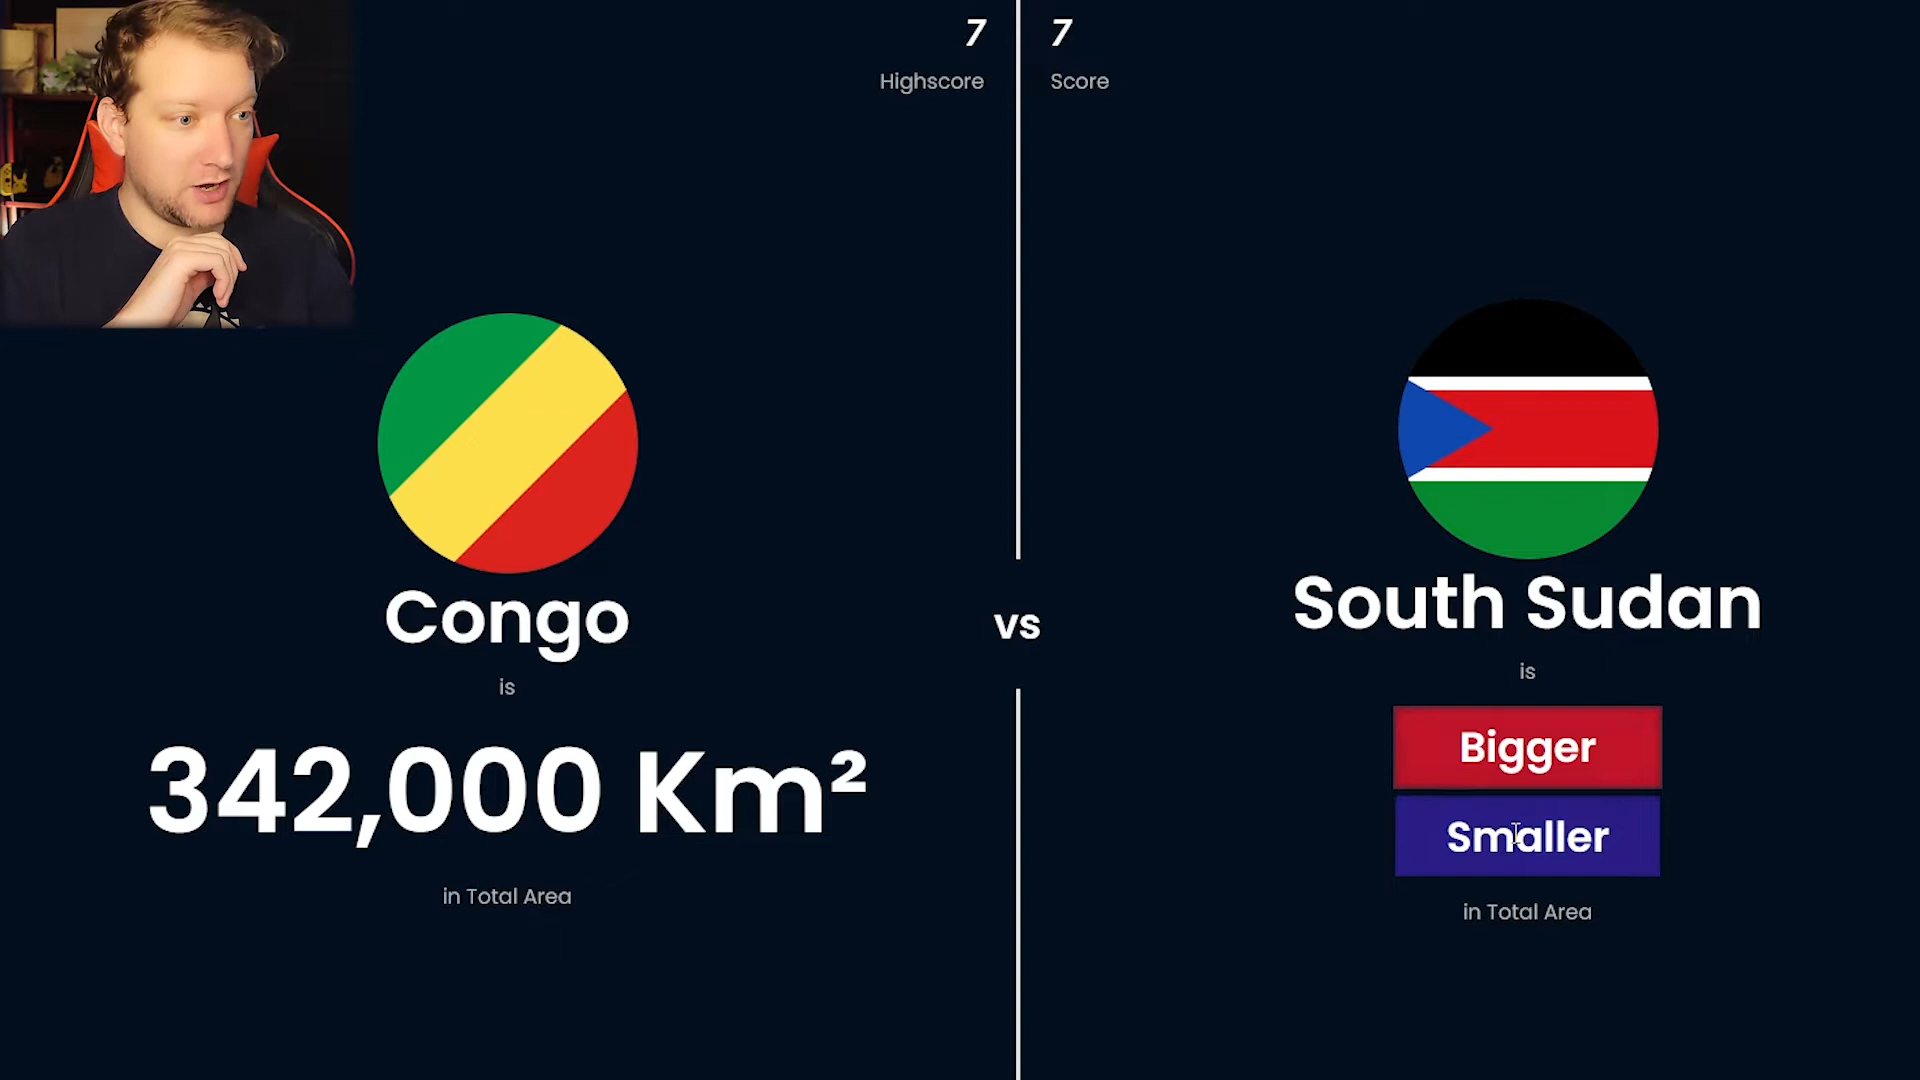 7
Highscore
7
Score
Congo
is
342,000 Km²
in Total Area
vs
South Sudan
is
Bigger
Smaller
in Total Area